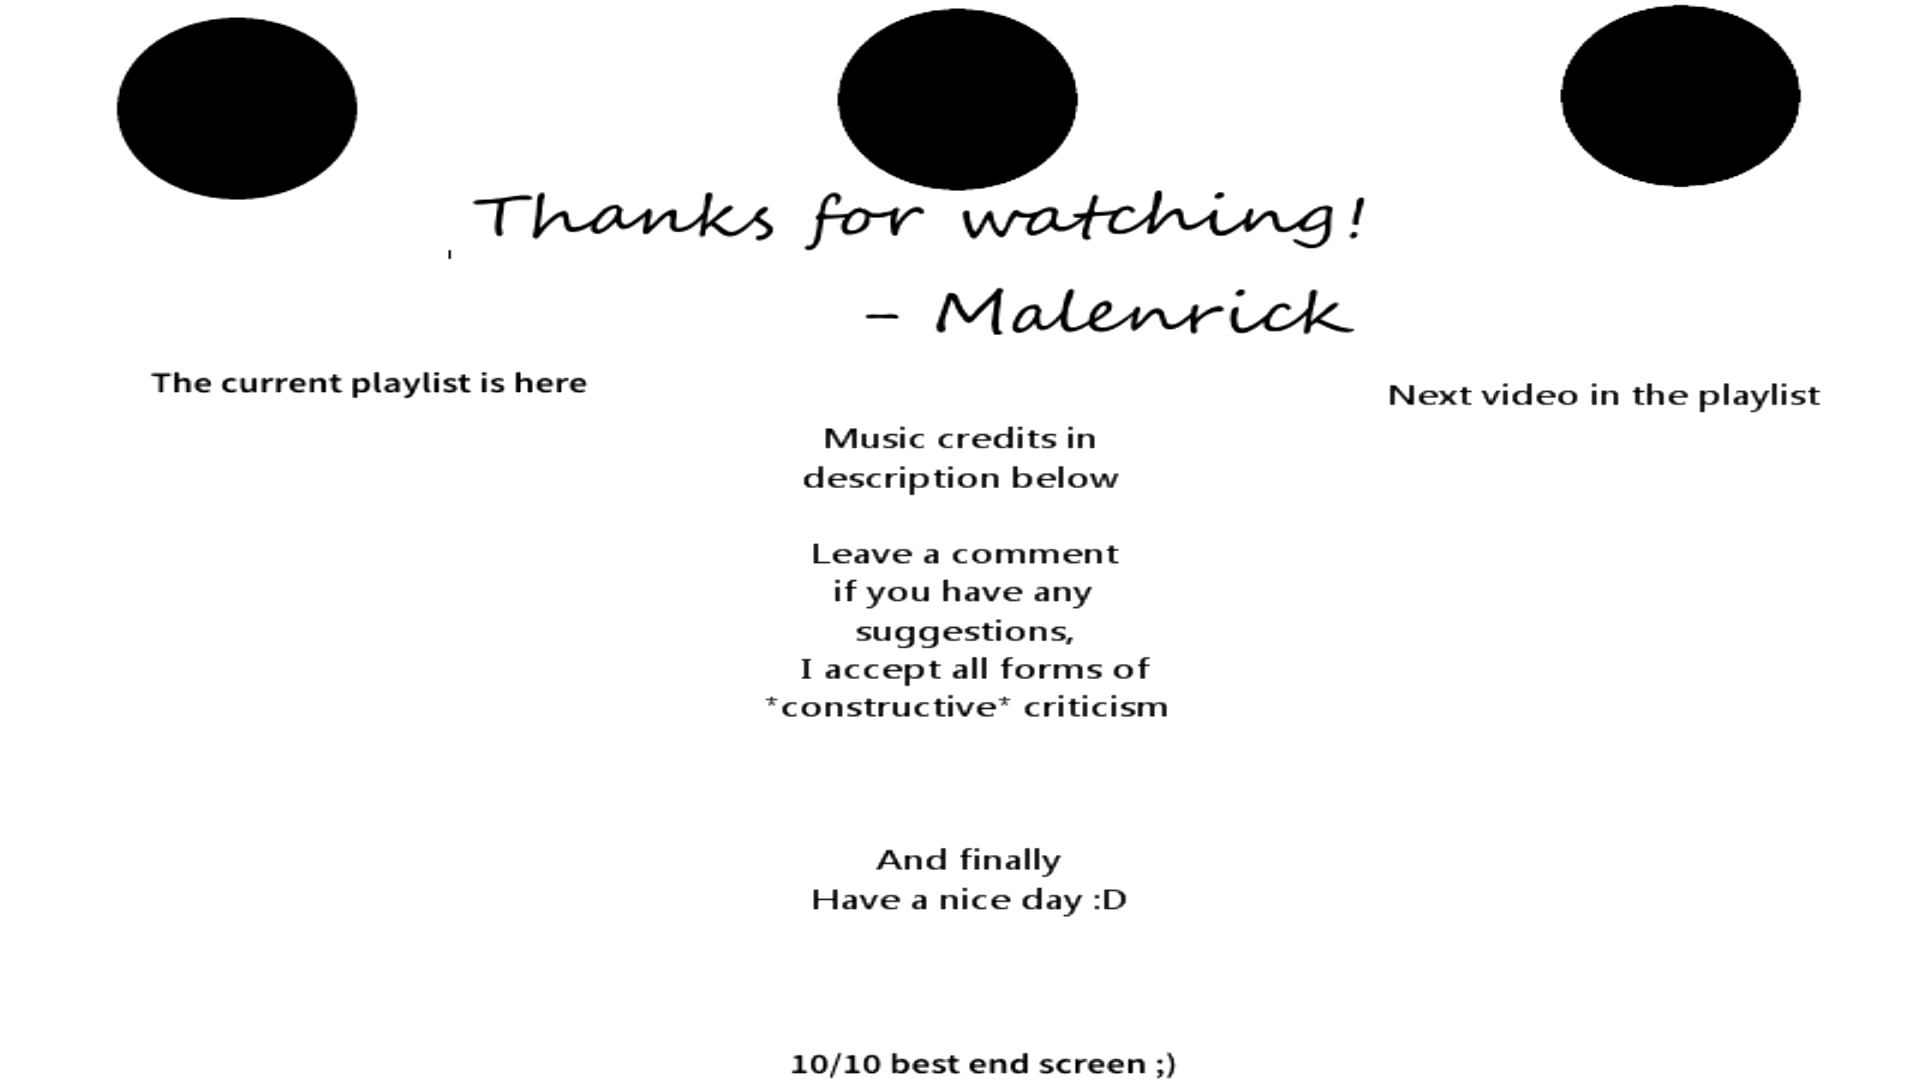 Thanks for watching!
- Malenrick
The current playlist is here
Next video in the playlist
Music credits in
description below
Leave a comment
if you have any
suggestions,
I accept all forms of
*constructive* criticism
And finally
Have a nice day :D
10/10 best end screen ;)